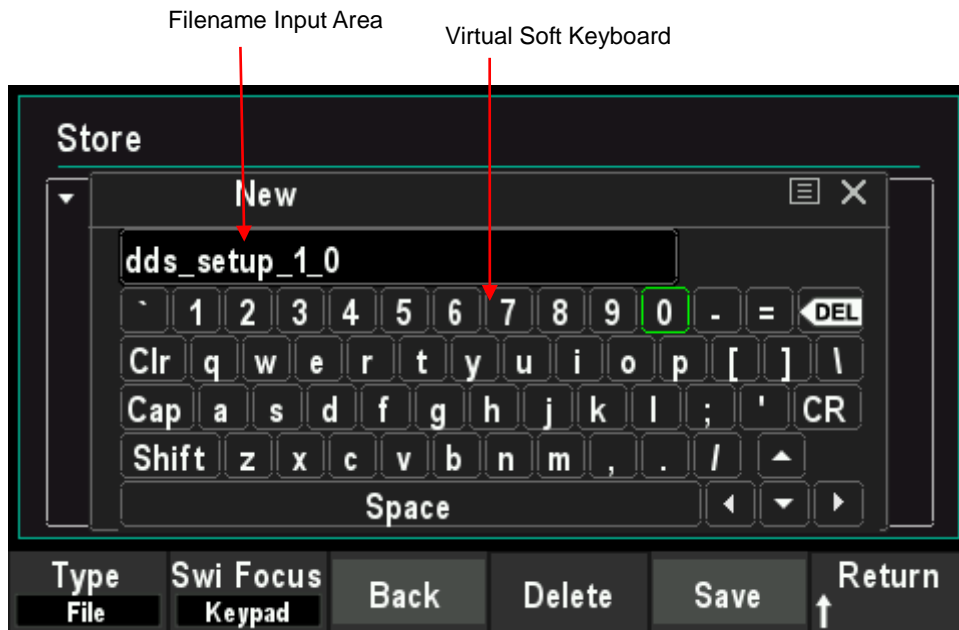 Filename Input Area
Virtual Soft Keyboard
Store
New
dds_setup_1_0
` 1 2 3 4 5 6 7 8 9 0 - = DEL
Clr q w e r t y u i o p [ ] \
Cap a s d f g h j k l ; ' CR
Shift z x c v b n m , . /
Space
Type Swi Focus Back Delete Save Return
File Keypad